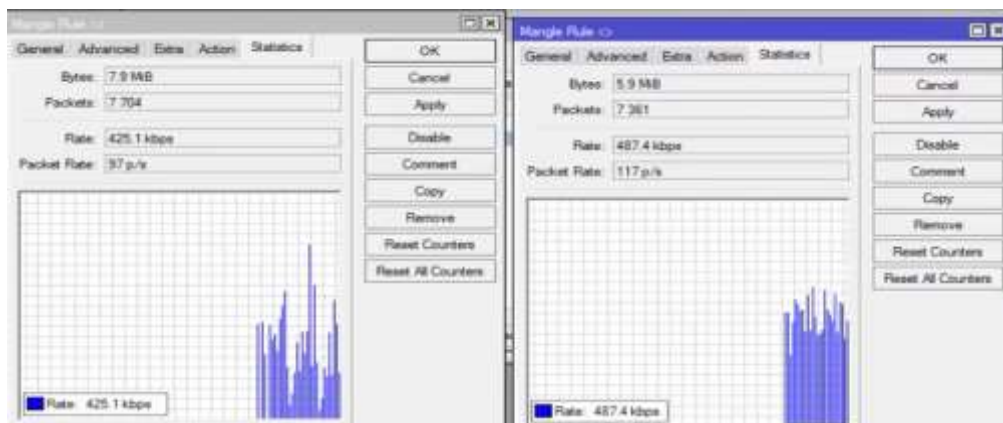 Mangle Rule <>
General Advanced Extra Action Statistics
Bytes: 7.9 MiB
Packets: 7 704
Rate: 425.1 kbps
Packet Rate: 97 p/s
OK
Cancel
Apply
Disable
Comment
Copy
Remove
Reset Counters
Reset All Counters
Rate: 425.1 kbps
Mangle Rule <>
General Advanced Extra Action Statistics
Bytes: 5.9 MiB
Packets: 7 361
Rate: 487.4 kbps
Packet Rate: 117 p/s
OK
Cancel
Apply
Disable
Comment
Copy
Remove
Reset Counters
Reset All Counters
Rate: 487.4 kbps